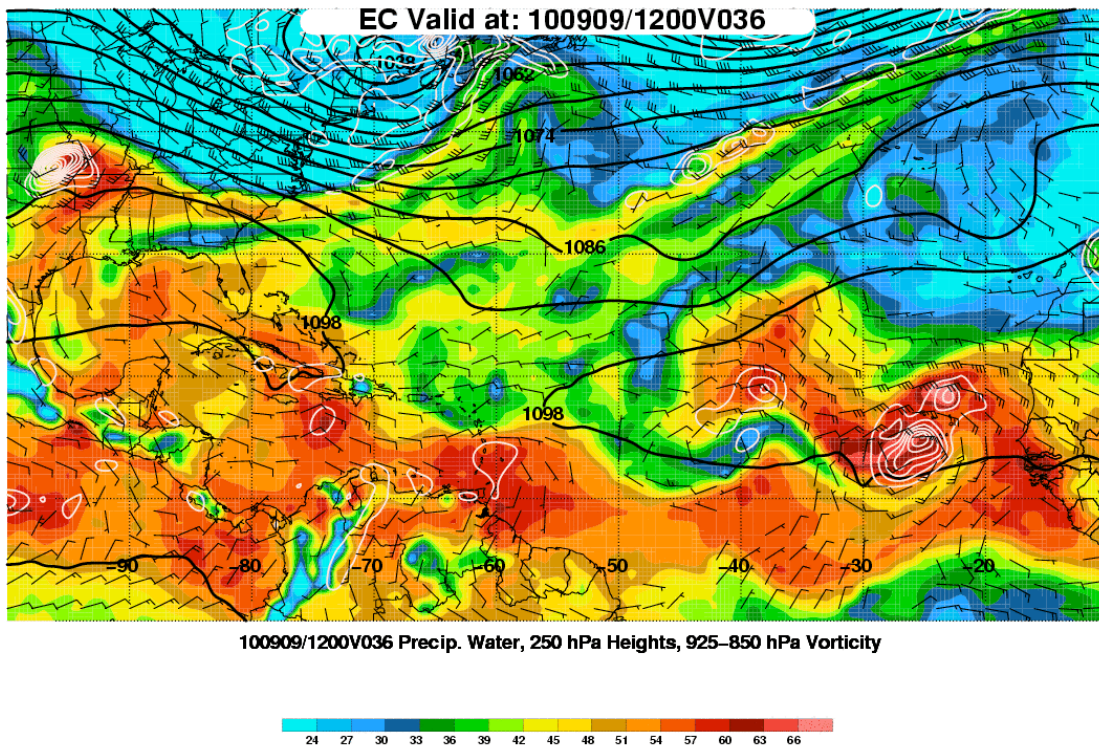 EC Valid at: 100909/1200V036
1038
1062
1074
1086
1098
1098
−90 −80 −70 −60 −50 −40 −30 −20
100909/1200V036 Precip. Water, 250 hPa Heights, 925−850 hPa Vorticity
24 27 30 33 36 39 42 45 48 51 54 57 60 63 66